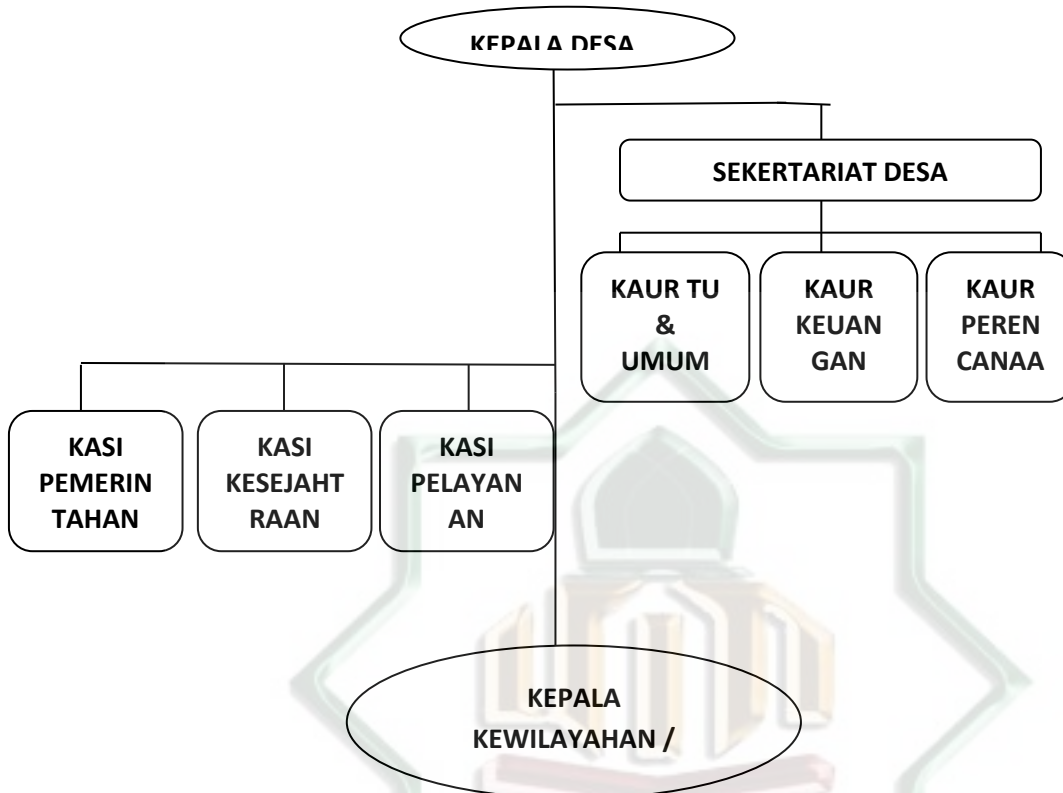 KEPALA DESA
SEKERTARIAT DESA
KAUR TU
&
UMUM
KAUR
KEUAN
GAN
KAUR
PEREN
CANAA
KASI
PEMERIN
TAHAN
KASI
KESEJAHT
RAAN
KASI
PELAYAN
AN
KEPALA
KEWILAYAHAN /